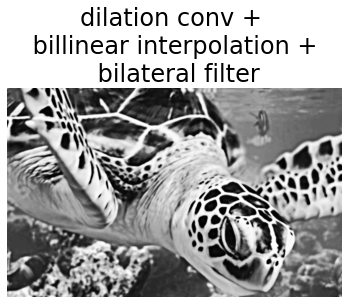 dilation conv +
billinear interpolation +
bilateral filter